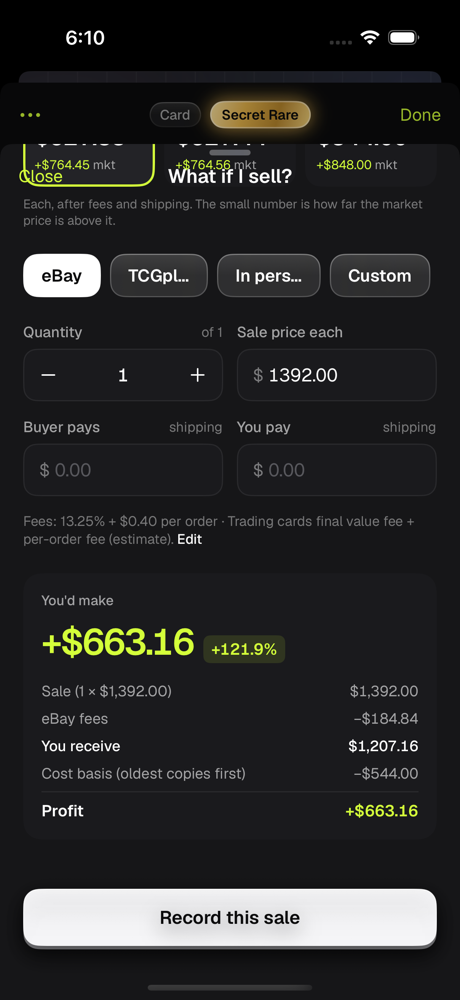 6:10
•••
Card
Secret Rare
Done
+$764.45 mkt
+$764.56 mkt
+$848.00 mkt
Close
What if I sell?
Each, after fees and shipping. The small number is how far the market
price is above it.
eBay
TCGpl...
In pers...
Custom
Quantity
of 1
Sale price each
− 1 +
$ 1392.00
Buyer pays
shipping
You pay
shipping
$ 0.00
$ 0.00
Fees: 13.25% + $0.40 per order · Trading cards final value fee +
per-order fee (estimate). Edit
You'd make
+$663.16
+121.9%
Sale (1 × $1,392.00)
$1,392.00
eBay fees
−$184.84
You receive
$1,207.16
Cost basis (oldest copies first)
−$544.00
Profit
+$663.16
Record this sale